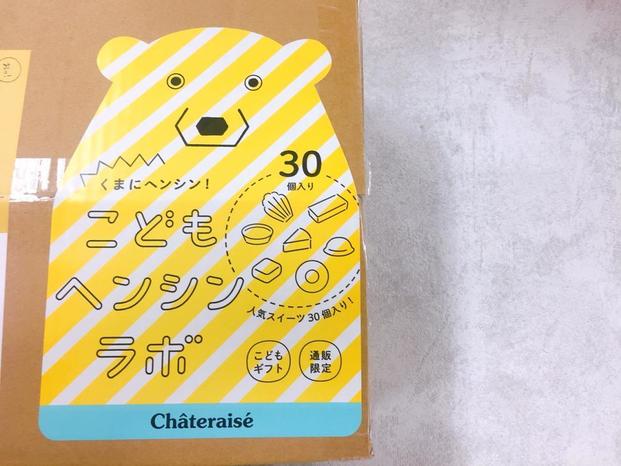 くまにヘンシン！
30
個入り
こども
ヘンシン
ラボ
人気スイーツ30個入り！
こども
ギフト
通販
限定
Châteraisé